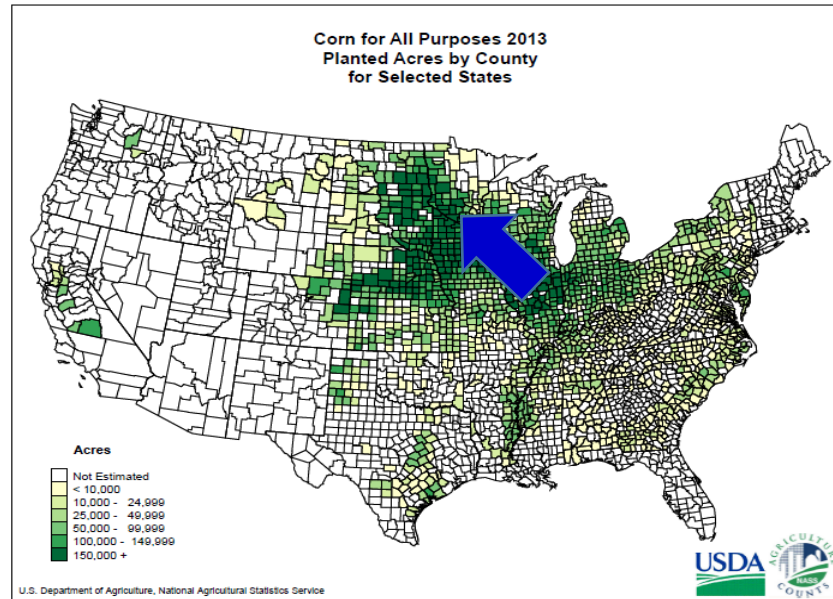 Corn for All Purposes 2013
Planted Acres by County
for Selected States
Acres
Not Estimated
< 10,000
10,000 - 24,999
25,000 - 49,999
50,000 - 99,999
100,000 - 149,999
150,000 +
U.S. Department of Agriculture, National Agricultural Statistics Service
USDA
AGRICULTURE
NASS
COUNTS